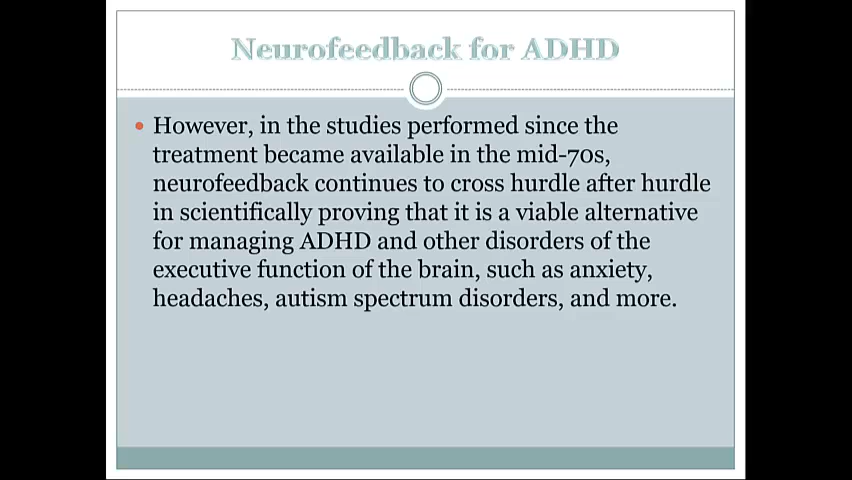 Neurofeedback for ADHD
• However, in the studies performed since the
treatment became available in the mid-70s,
neurofeedback continues to cross hurdle after hurdle
in scientifically proving that it is a viable alternative
for managing ADHD and other disorders of the
executive function of the brain, such as anxiety,
headaches, autism spectrum disorders, and more.